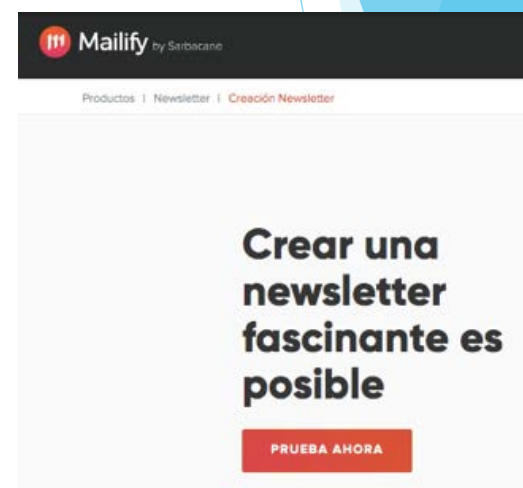 Mailify by Sarbacane
Productos | Newsletter | Creación Newsletter
Crear una
newsletter
fascinante es
posible
PRUEBA AHORA